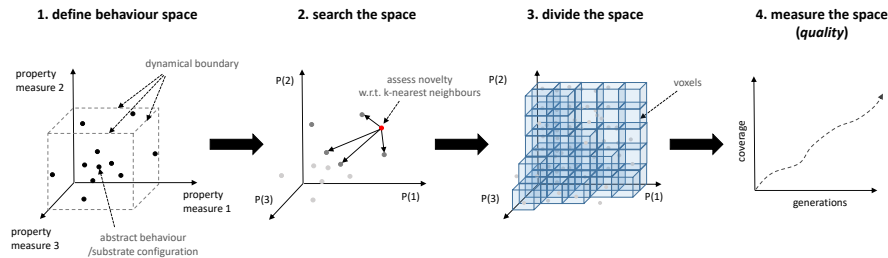 1. define behaviour space
dynamical boundary
property
measure 2
property
measure 1
property
measure 3
abstract behaviour
/substrate configuration
2. search the space
P(2)
assess novelty
w.r.t. k-nearest neighbours
P(3)
P(1)
3. divide the space
P(2)
voxels
P(3)
P(1)
4. measure the space
(quality)
coverage
generations